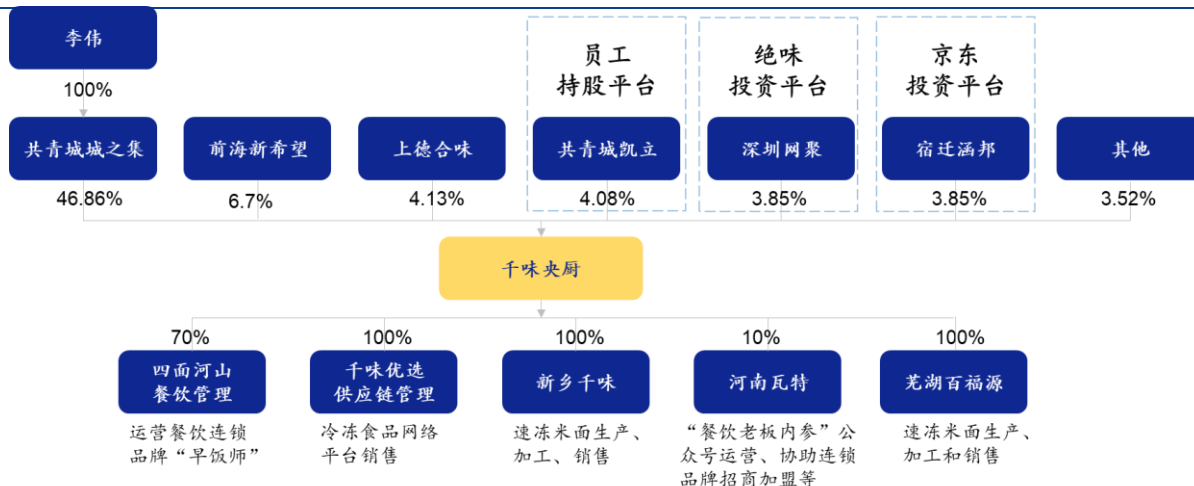 李伟
100%
员工
持股平台
绝味
投资平台
京东
投资平台
共青城城之集
前海新希望
上德合味
共青城凯立
深圳网聚
宿迁涵邦
其他
46.86%
6.7%
4.13%
4.08%
3.85%
3.85%
3.52%
千味央厨
70%
100%
100%
10%
100%
四面河山
餐饮管理
千味优选
供应链管理
新乡千味
河南瓦特
芜湖百福源
运营餐饮连锁
品牌“早饭师”
冷冻食品网络
平台销售
速冻米面生产、
加工、销售
“餐饮老板内参”公
众号运营、协助连锁
品牌招商加盟等
速冻米面生产、
加工和销售